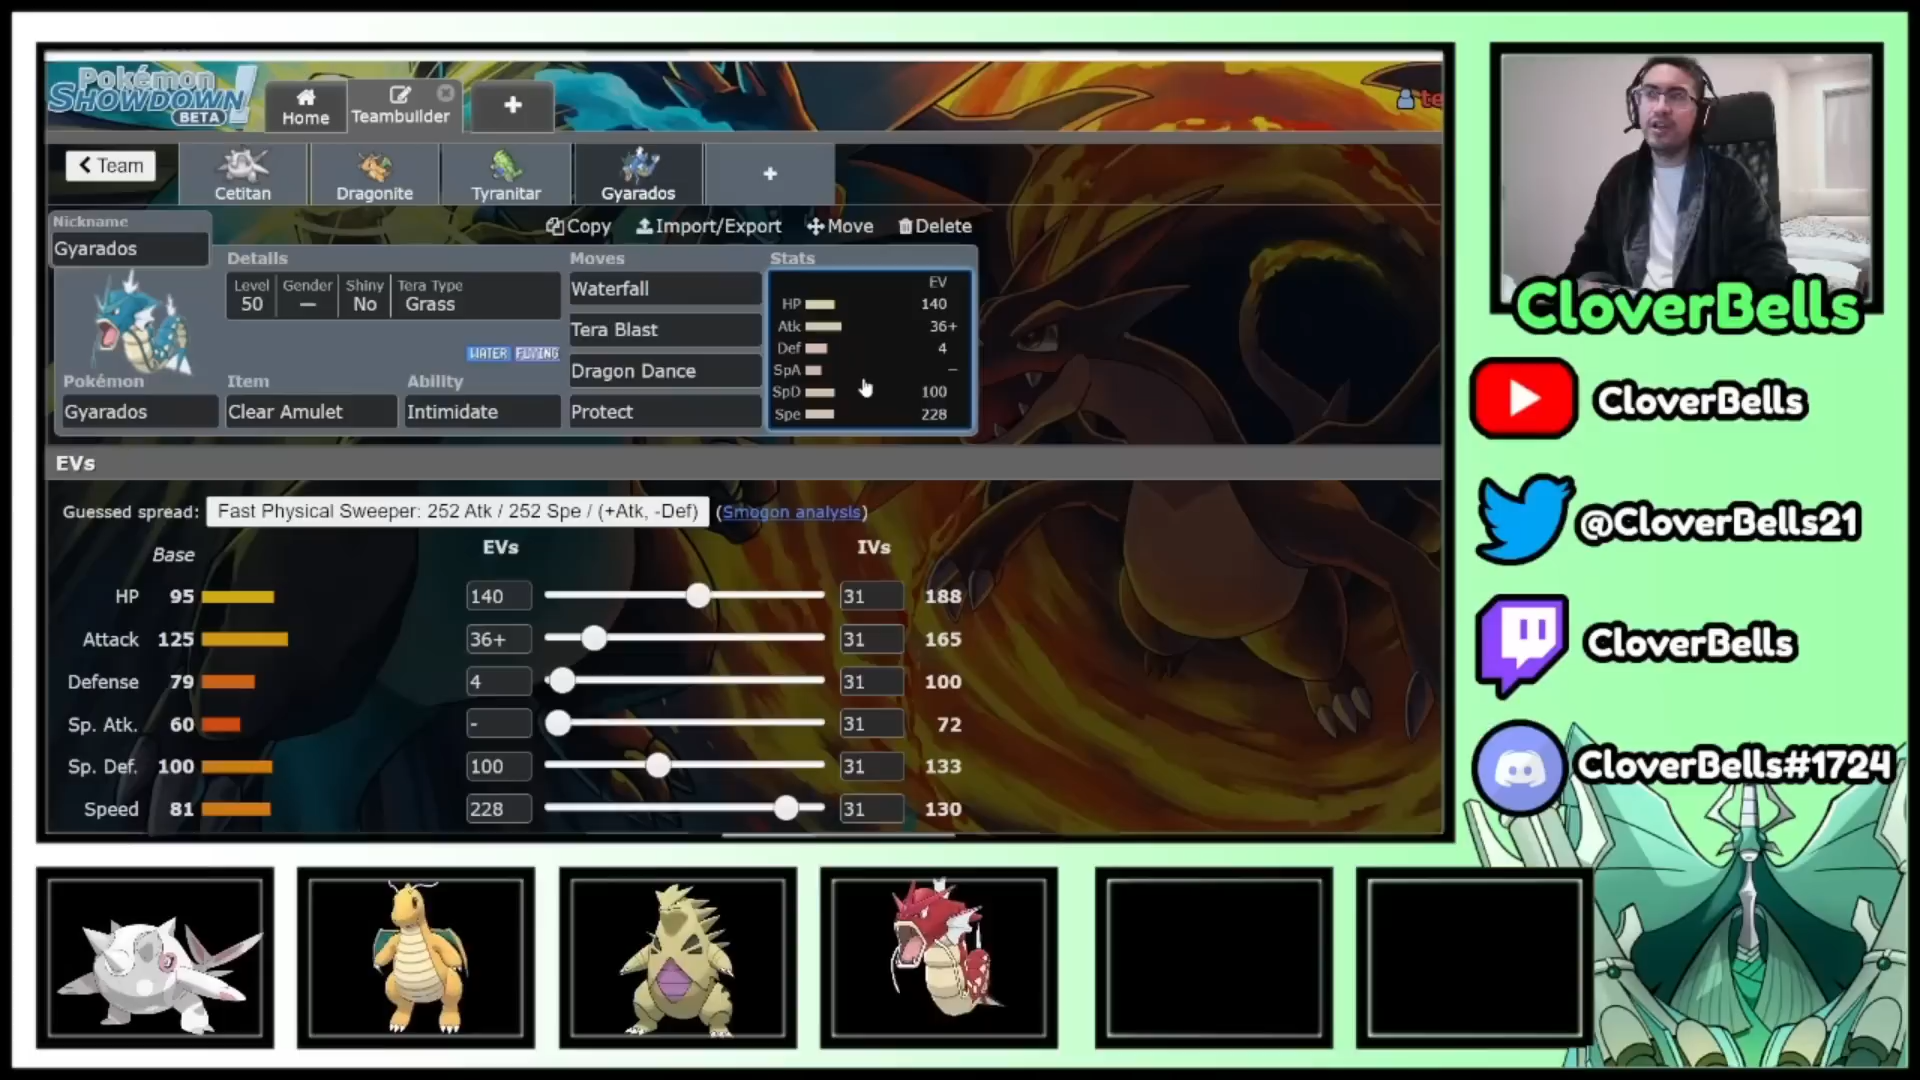 Pokémon
SHOWDOWN!
BETA
Home
Teambuilder
+
te
Team
Cetitan
Dragonite
Tyranitar
Gyarados
+
Nickname
Gyarados
Copy
Import/Export
Move
Delete
Details
Level
50
Gender
—
Shiny
No
Tera Type
Grass
WATER FLYING
Pokémon
Gyarados
Item
Clear Amulet
Ability
Intimidate
Moves
Waterfall
Tera Blast
Dragon Dance
Protect
Stats
EV
HP 140
Atk 36+
Def 4
SpA –
SpD 100
Spe 228
EVs
Guessed spread: Fast Physical Sweeper: 252 Atk / 252 Spe / (+Atk, -Def) (Smogon analysis)
Base EVs IVs
HP 95 140 31 188
Attack 125 36+ 31 165
Defense 79 4 31 100
Sp. Atk. 60 - 31 72
Sp. Def. 100 100 31 133
Speed 81 228 31 130
CloverBells
CloverBells
@CloverBells21
CloverBells
CloverBells#1724